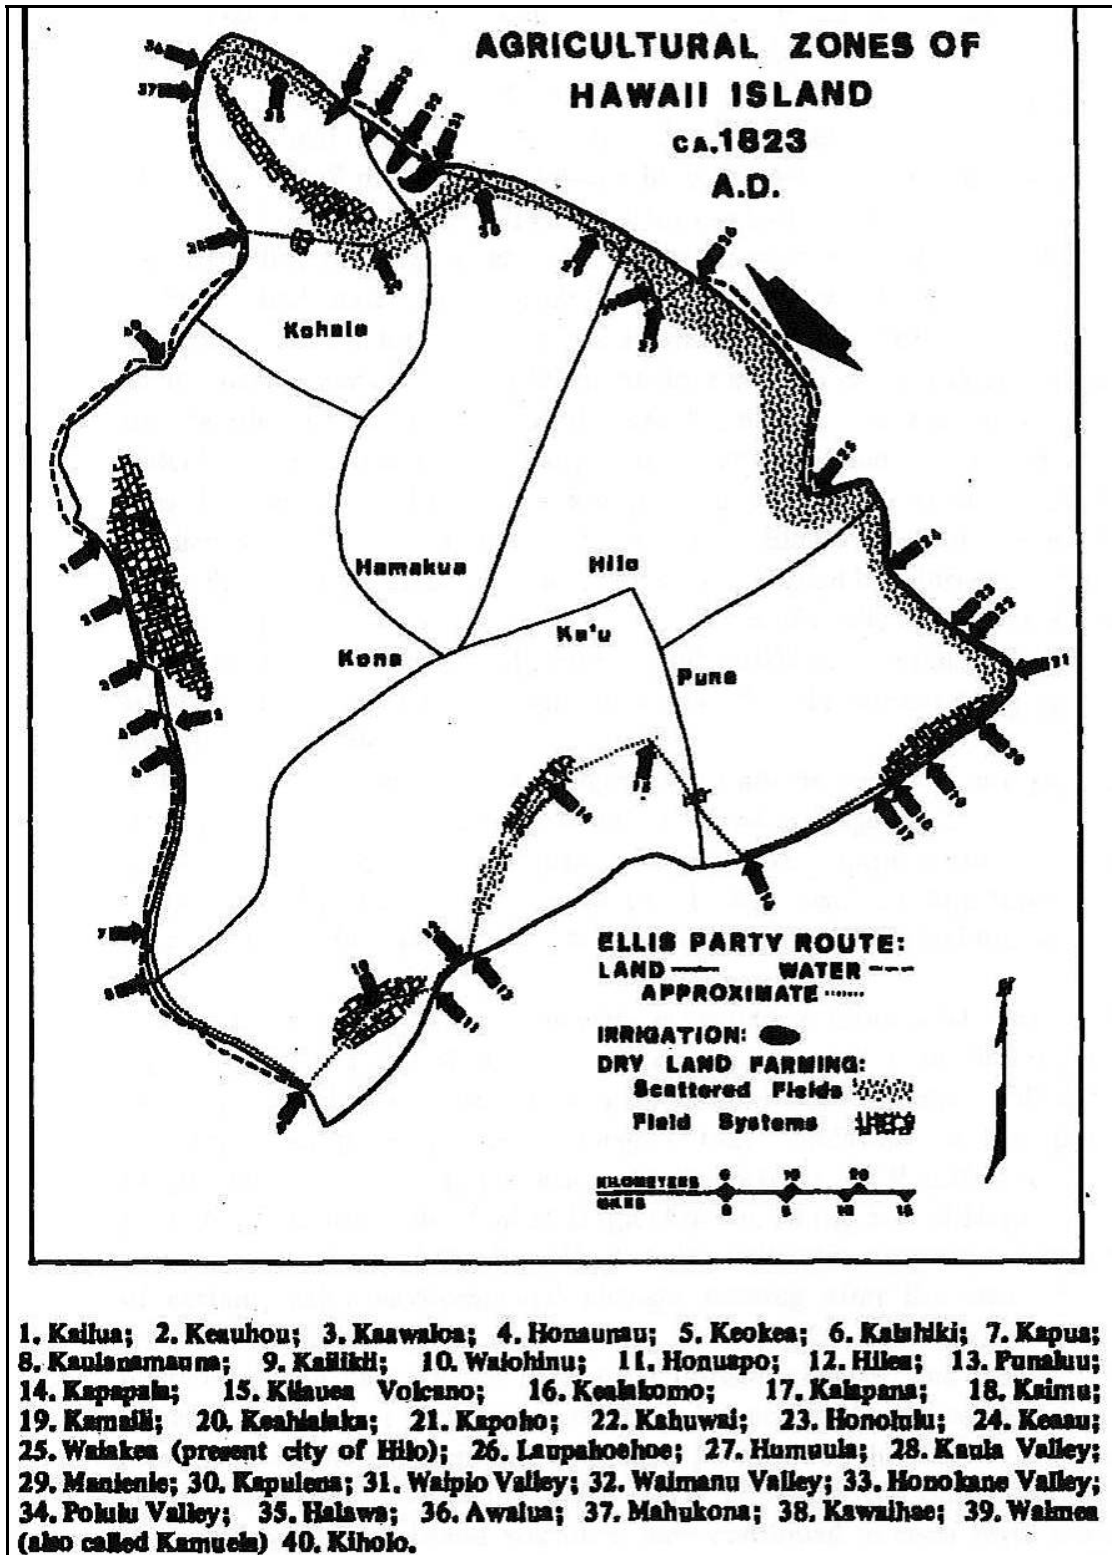 AGRICULTURAL ZONES OF
HAWAII ISLAND
CA.1823
A.D.
Kohala
Hamakua
Hilo
Kona
Ka'u
Puna
ELLIS PARTY ROUTE:
LAND WATER
APPROXIMATE
IRRIGATION:
DRY LAND FARMING:
Scattered Fields
Field Systems
KILOMETERS 0 10 20
MILES 0 5 10 15
1. Kailua; 2. Keauhou; 3. Kaawaloa; 4. Honaunau; 5. Keokea; 6. Kalahiki; 7. Kapua;
8. Kaulanamauna; 9. Kailikii; 10. Waiohinu; 11. Honuapo; 12. Hilea; 13. Punaluu;
14. Kapapala; 15. Kilauea Volcano; 16. Kealakomo; 17. Kalapana; 18. Kaimu;
19. Kamaili; 20. Keahialaka; 21. Kapoho; 22. Kahuwai; 23. Honolulu; 24. Keaau;
25. Waiakea (present city of Hilo); 26. Laupahoehoe; 27. Humuula; 28. Kaula Valley;
29. Manienie; 30. Kapulena; 31. Waipio Valley; 32. Waimanu Valley; 33. Honokane Valley;
34. Pololu Valley; 35. Halawa; 36. Awalua; 37. Mahukona; 38. Kawaihae; 39. Waimea
(also called Kamuela) 40. Kiholo.